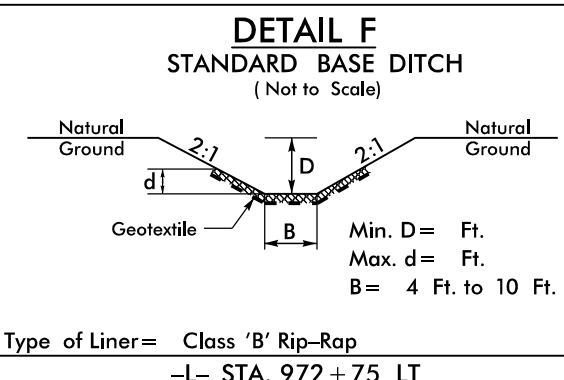 DETAIL F
STANDARD BASE DITCH
( Not to Scale)
Natural
Ground
2:1
D
2:1
Natural
Ground
d
Geotextile
B
Min. D= Ft.
Max. d= Ft.
B= 4 Ft. to 10 Ft.
Type of Liner= Class 'B' Rip-Rap
-L- STA. 972+75 LT